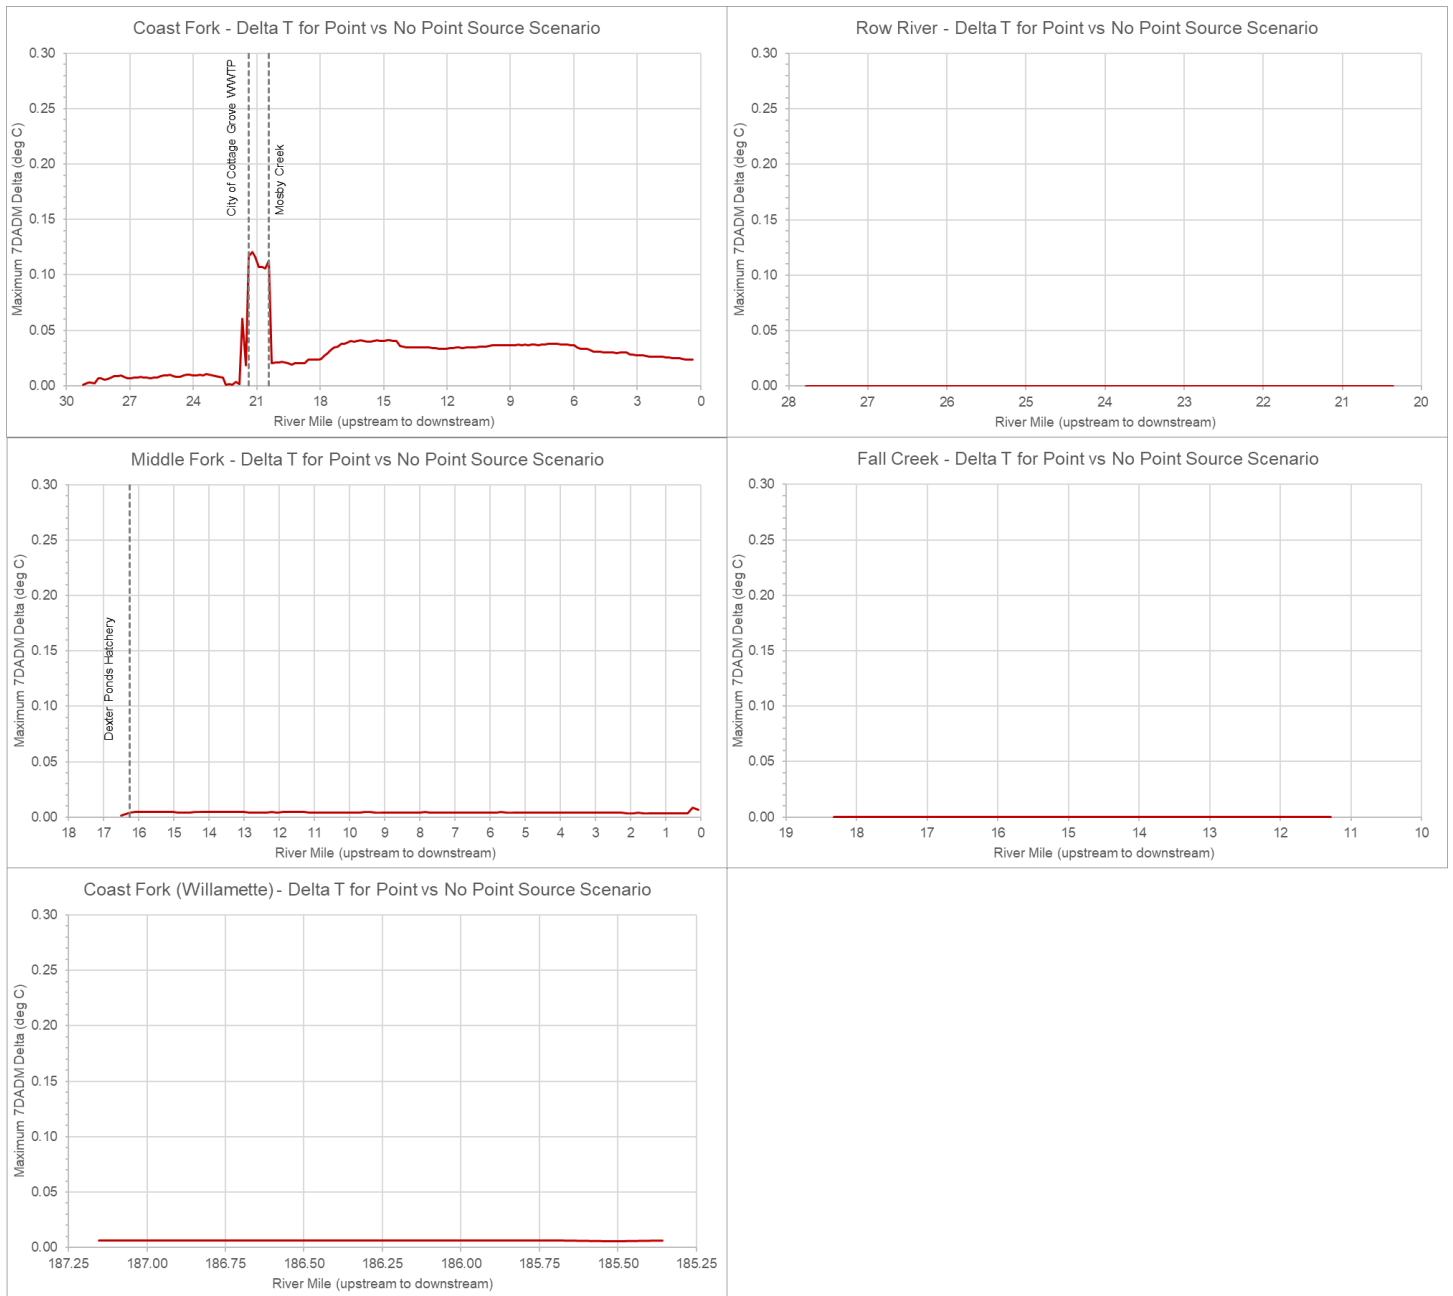 Coast Fork - Delta T for Point vs No Point Source Scenario
Maximum 7DADM Delta (deg C)
0.30
0.25
0.20
0.15
0.10
0.05
0.00
City of Cottage Grove WWTP
Mosby Creek
30 27 24 21 18 15 12 9 6 3 0
River Mile (upstream to downstream)
Row River - Delta T for Point vs No Point Source Scenario
Maximum 7DADM Delta (deg C)
0.30
0.25
0.20
0.15
0.10
0.05
0.00
28 27 26 25 24 23 22 21 20
River Mile (upstream to downstream)
Middle Fork - Delta T for Point vs No Point Source Scenario
Maximum 7DADM Delta (deg C)
0.30
0.25
0.20
0.15
0.10
0.05
0.00
Dexter Ponds Hatchery
18 17 16 15 14 13 12 11 10 9 8 7 6 5 4 3 2 1 0
River Mile (upstream to downstream)
Fall Creek - Delta T for Point vs No Point Source Scenario
Maximum 7DADM Delta (deg C)
0.30
0.25
0.20
0.15
0.10
0.05
0.00
19 18 17 16 15 14 13 12 11 10
River Mile (upstream to downstream)
Coast Fork (Willamette) - Delta T for Point vs No Point Source Scenario
Maximum 7DADM Delta (deg C)
0.30
0.25
0.20
0.15
0.10
0.05
0.00
187.25 187.00 186.75 186.50 186.25 186.00 185.75 185.50 185.25
River Mile (upstream to downstream)